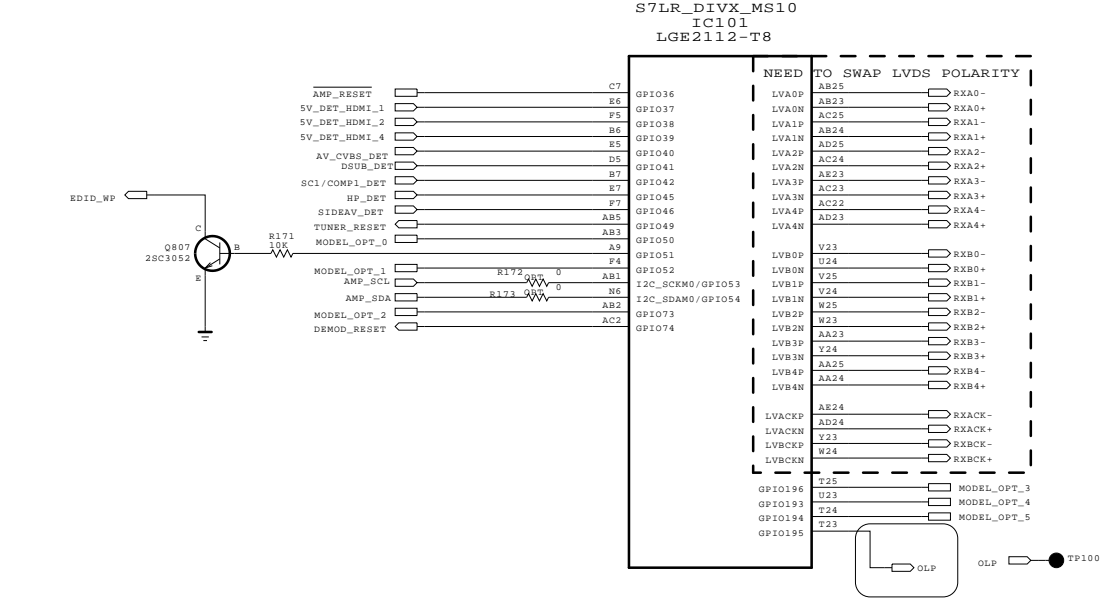 S7LR_DIVX_MS10
IC101
LGE2112-T8
NEED TO SWAP LVDS POLARITY
AMP_RESET C7 GPIO36 LVA0P AB25 RXA0-
5V_DET_HDMI_1 E6 GPIO37 LVA0N AB23 RXA0+
5V_DET_HDMI_2 F5 GPIO38 LVA1P AC25 RXA1-
5V_DET_HDMI_4 B6 GPIO39 LVA1N AB24 RXA1+
AV_CVBS_DET E5 GPIO40 LVA2P AD25 RXA2-
DSUB_DET D5 GPIO41 LVA2N AC24 RXA2+
SC1/COMP1_DET B7 GPIO42 LVA3P AE23 RXA3-
HP_DET E7 GPIO45 LVA3N AC23 RXA3+
SIDEAV_DET F7 GPIO46 LVA4P AC22 RXA4-
TUNER_RESET AB5 GPIO49 LVA4N AD23 RXA4+
MODEL_OPT_0 AB3 GPIO50
EDID_WP
C
Q807
2SC3052
B
E
R171
10K
A9 GPIO51 LVB0P V23 RXB0-
MODEL_OPT_1 F4 GPIO52 LVB0N U24 RXB0+
AMP_SCL R172 OPT 0 AB1 I2C_SCKM0/GPIO53 LVB1P V25 RXB1-
AMP_SDA R173 OPT 0 N6 I2C_SDAM0/GPIO54 LVB1N V24 RXB1+
MODEL_OPT_2 AB2 GPIO73 LVB2P W25 RXB2-
DEMOD_RESET AC2 GPIO74 LVB2N W23 RXB2+
LVB3P AA23 RXB3-
LVB3N Y24 RXB3+
LVB4P AA25 RXB4-
LVB4N AA24 RXB4+
LVACKP AE24 RXACK-
LVACKN AD24 RXACK+
LVBCKP Y23 RXBCK-
LVBCKN W24 RXBCK+
GPIO196 T25 MODEL_OPT_3
GPIO193 U23 MODEL_OPT_4
GPIO194 T24 MODEL_OPT_5
GPIO195 T23
OLP
OLP TP100